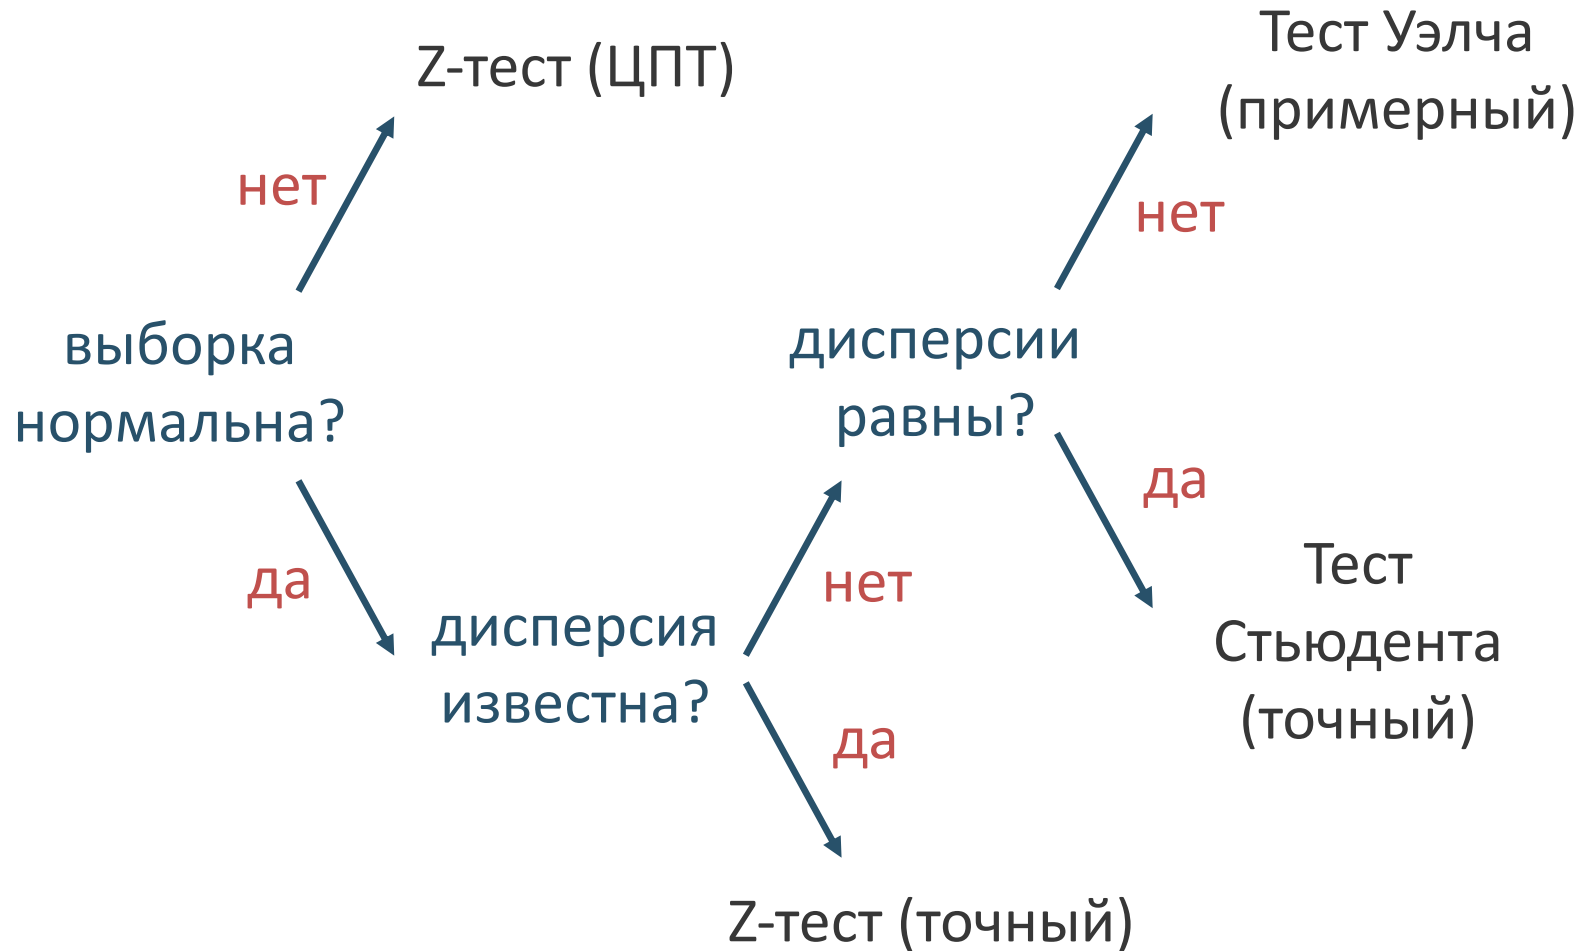 Z-тест (ЦПТ)
Тест Уэлча
(примерный)
нет
нет
выборка
нормальна?
дисперсии
равны?
да
да
нет
дисперсия
известна?
Тест
Стьюдента
(точный)
да
Z-тест (точный)